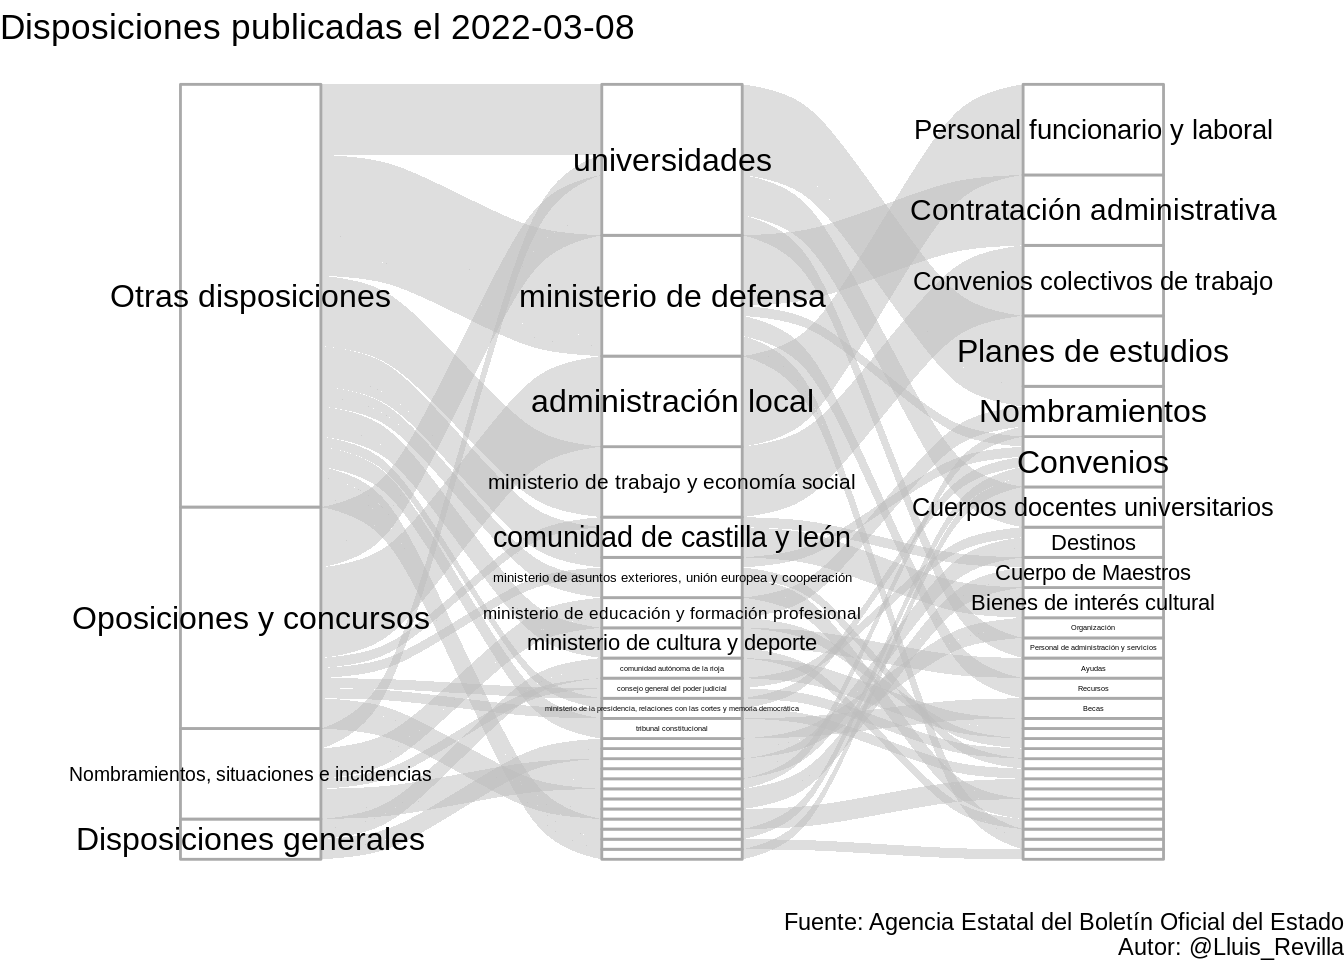 Disposiciones publicadas el 2022-03-08
Otras disposiciones
Oposiciones y concursos
Nombramientos, situaciones e incidencias
Disposiciones generales
universidades
ministerio de defensa
administración local
ministerio de trabajo y economía social
comunidad de castilla y león
ministerio de asuntos exteriores, unión europea y cooperación
ministerio de educación y formación profesional
ministerio de cultura y deporte
comunidad autónoma de la rioja
consejo general del poder judicial
ministerio de la presidencia, relaciones con las cortes y memoria democrática
tribunal constitucional
Personal funcionario y laboral
Contratación administrativa
Convenios colectivos de trabajo
Planes de estudios
Nombramientos
Convenios
Cuerpos docentes universitarios
Destinos
Cuerpo de Maestros
Bienes de interés cultural
Organización
Personal de administración y servicios
Ayudas
Recursos
Becas
Fuente: Agencia Estatal del Boletín Oficial del Estado
Autor: @Lluis_Revilla